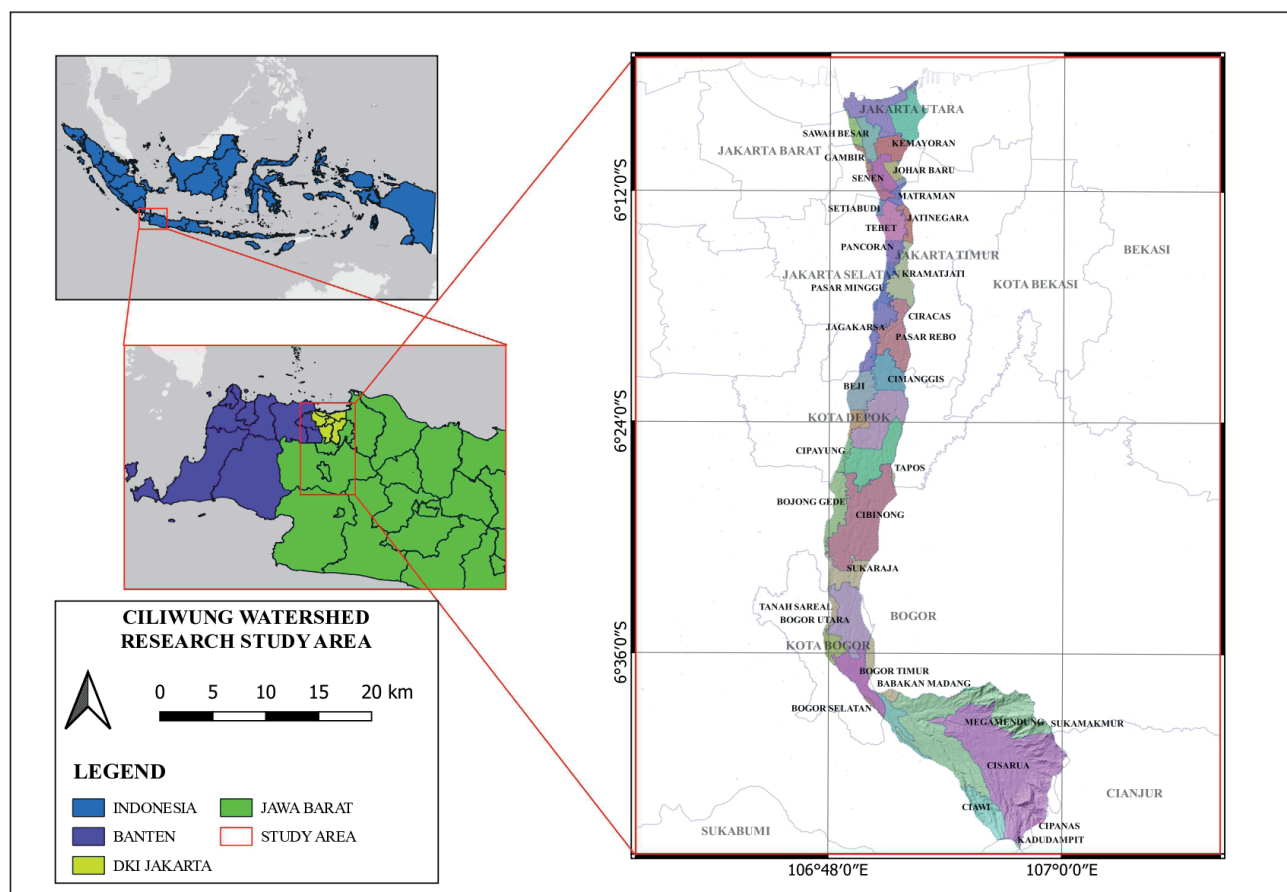 CILIWUNG WATERSHED
RESEARCH STUDY AREA
0 5 10 15 20 km
LEGEND
INDONESIA
BANTEN
DKI JAKARTA
JAWA BARAT
STUDY AREA
JAKARTA UTARA
SAWAH BESAR
KEMAYORAN
JAKARTA BARAT
GAMBIR
JOHAR BARU
SENEN
MATRAMAN
SETIABUDI
JATINEGARA
TEBET
PANCORAN
JAKARTA TIMUR
BEKASI
JAKARTA SELATAN
KRAMATJATI
KOTA BEKASI
PASAR MINGGU
CIRACAS
JAGAKARSA
PASAR REBO
CIMANGGIS
BEJI
KOTA DEPOK
CIPAYUNG
TAPOS
BOJONG GEDE
CIBINONG
SUKARAJA
TANAH SAREAL
BOGOR UTARA
BOGOR
KOTA BOGOR
BOGOR TIMUR
BABAKAN MADANG
BOGOR SELATAN
MEGAMENDUNG
SUKAMAKMUR
CISARUA
CIANJUR
CIAWI
SUKABUMI
CIPANAS
KADUDAMPIT
6°12'0"S
6°24'0"S
6°36'0"S
106°48'0"E
107°0'0"E